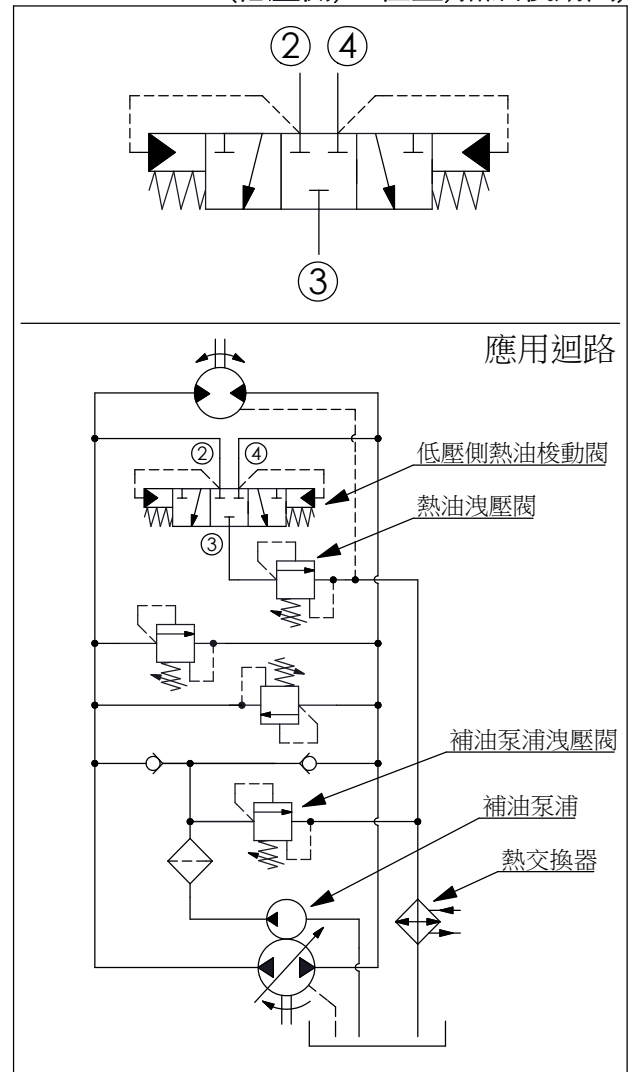 ② ④
③
應用迴路
② ④
低壓側熱油梭動閥
熱油洩壓閥
③
補油泵浦洩壓閥
補油泵浦
熱交換器